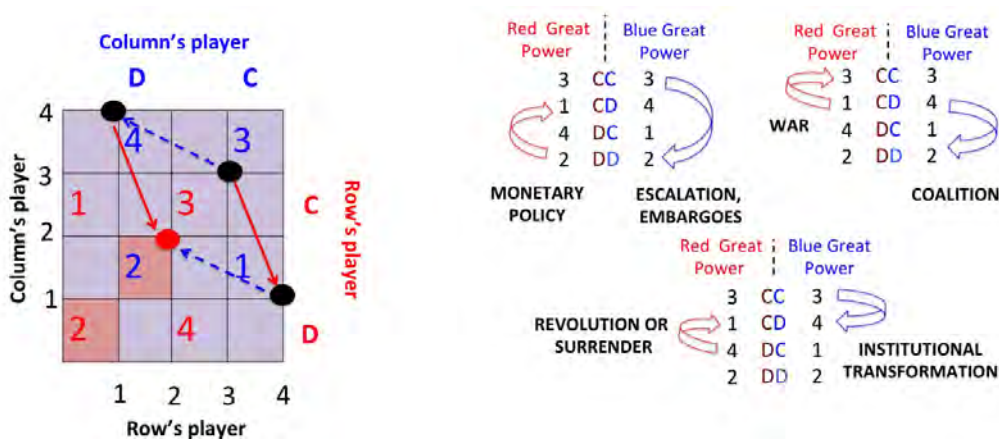 Column's player
D C
4
4 3
3
1 3 C
2
2 1
1
2 4 D
1 2 3 4
Row's player
Column's player
Row's player
Red Great Power Blue Great Power
3 CC 3
1 CD 4
4 DC 1
2 DD 2
MONETARY POLICY
ESCALATION, EMBARGOES
Red Great Power Blue Great Power
3 CC 3
1 CD 4
4 DC 1
2 DD 2
WAR
COALITION
Red Great Power Blue Great Power
3 CC 3
1 CD 4
4 DC 1
2 DD 2
REVOLUTION OR SURRENDER
INSTITUTIONAL TRANSFORMATION